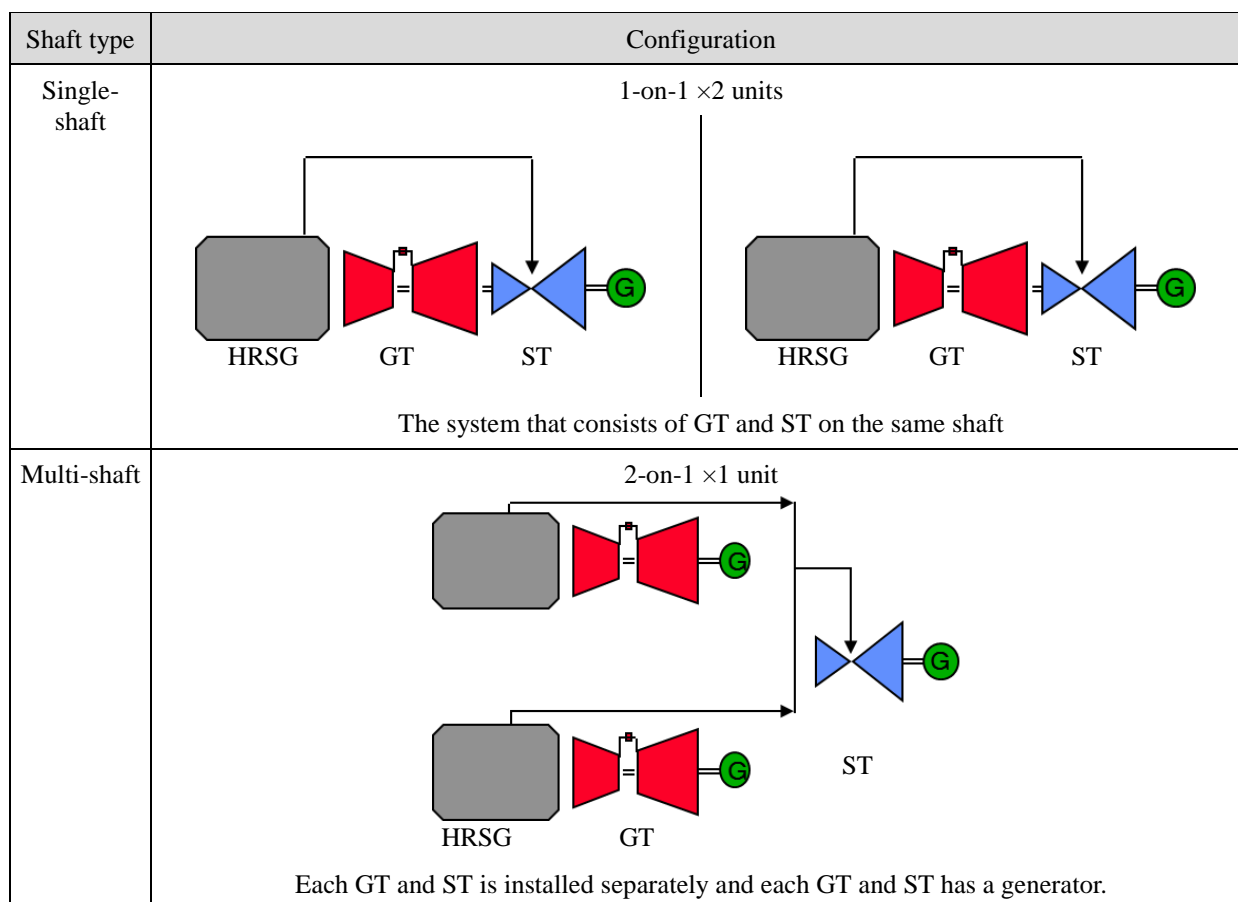 Shaft type
Configuration
Single-
shaft
1-on-1 ×2 units
G
G
HRSG
GT
ST
HRSG
GT
ST
The system that consists of GT and ST on the same shaft
Multi-shaft
2-on-1 ×1 unit
G
G
G
ST
HRSG
GT
Each GT and ST is installed separately and each GT and ST has a generator.